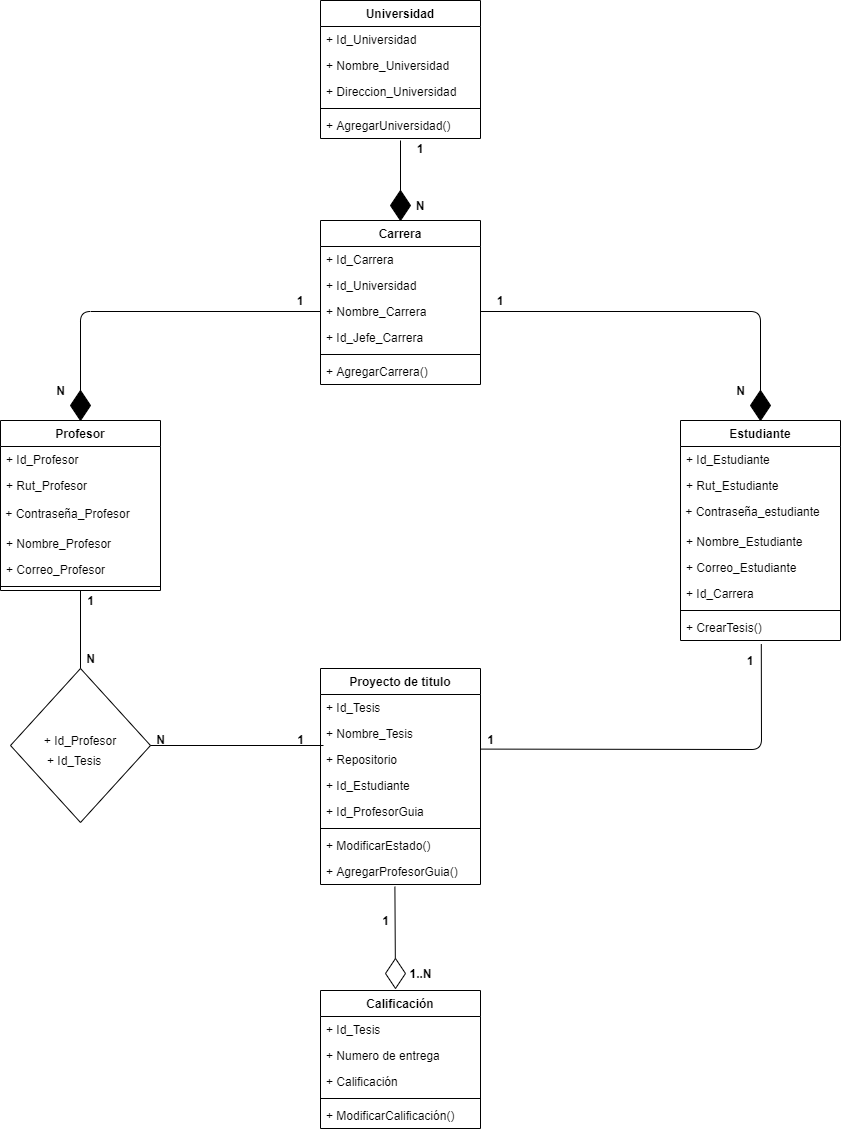 Universidad
+ Id_Universidad
+ Nombre_Universidad
+ Direccion_Universidad
+ AgregarUniversidad()
1
N
Carrera
+ Id_Carrera
+ Id_Universidad
+ Nombre_Carrera
+ Id_Jefe_Carrera
+ AgregarCarrera()
1
1
N
N
Profesor
+ Id_Profesor
+ Rut_Profesor
+ Contraseña_Profesor
+ Nombre_Profesor
+ Correo_Profesor
Estudiante
+ Id_Estudiante
+ Rut_Estudiante
+ Contraseña_estudiante
+ Nombre_Estudiante
+ Correo_Estudiante
+ Id_Carrera
+ CrearTesis()
1
N
+ Id_Profesor
+ Id_Tesis
N
1
1
1
Proyecto de titulo
+ Id_Tesis
+ Nombre_Tesis
+ Repositorio
+ Id_Estudiante
+ Id_ProfesorGuia
+ ModificarEstado()
+ AgregarProfesorGuia()
1
1..N
Calificación
+ Id_Tesis
+ Numero de entrega
+ Calificación
+ ModificarCalificación()